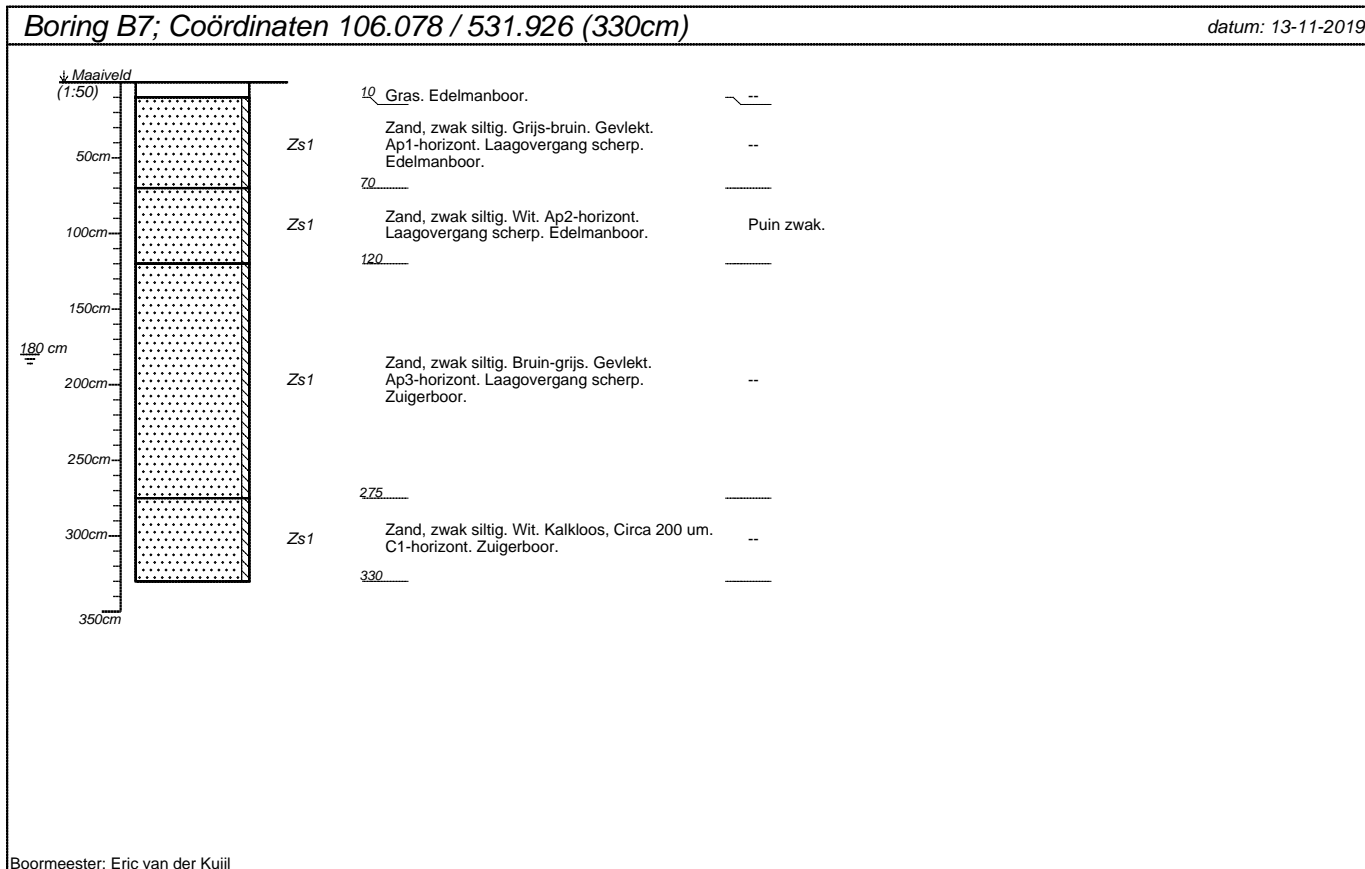 Boring B7; Coördinaten 106.078 / 531.926 (330cm)
datum: 13-11-2019
Maaiveld
(1:50)
10 Gras. Edelmanboor. --
Zand, zwak siltig. Grijs-bruin. Gevlekt.
Zs1 Ap1-horizont. Laagovergang scherp. --
Edelmanboor.
50cm
70
Zand, zwak siltig. Wit. Ap2-horizont.
Zs1 Laagovergang scherp. Edelmanboor. Puin zwak.
100cm
120
150cm
180 cm
Zand, zwak siltig. Bruin-grijs. Gevlekt.
200cm Zs1 Ap3-horizont. Laagovergang scherp. --
Zuigerboor.
250cm
275
Zand, zwak siltig. Wit. Kalkloos, Circa 200 um.
300cm Zs1 C1-horizont. Zuigerboor. --
330
350cm
Boormeester: Eric van der Kuijl